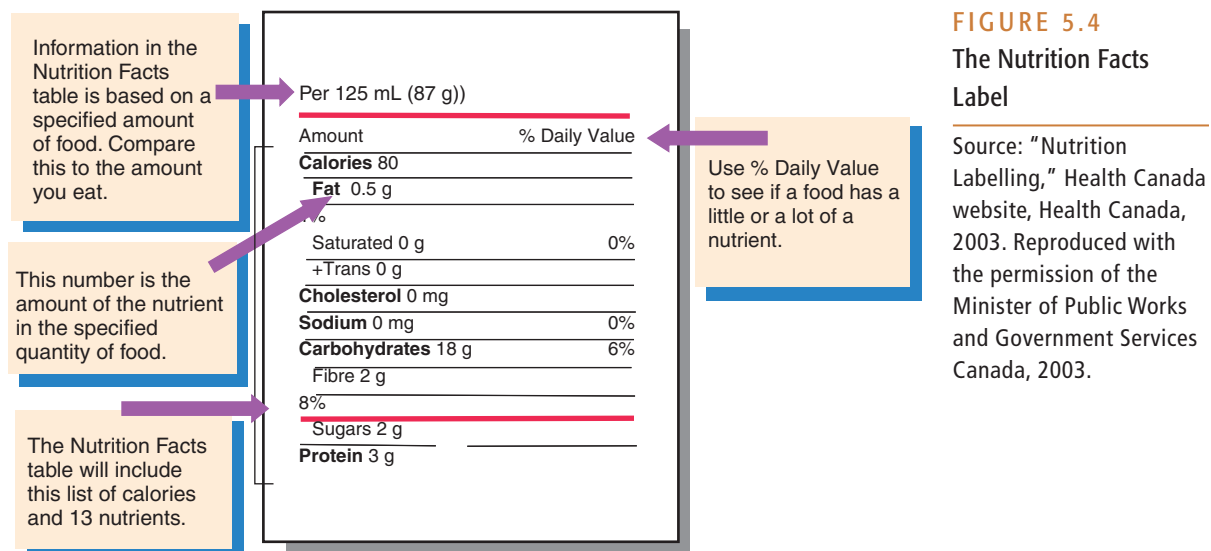 Information in the
Nutrition Facts
table is based on a
specified amount
of food. Compare
this to the amount
you eat.
This number is the
amount of the nutrient
in the specified
quantity of food.
The Nutrition Facts
table will include
this list of calories
and 13 nutrients.
Per 125 mL (87 g))
Amount % Daily Value
Calories 80
Fat 0.5 g
%
Saturated 0 g 0%
+Trans 0 g
Cholesterol 0 mg
Sodium 0 mg 0%
Carbohydrates 18 g 6%
Fibre 2 g
8%
Sugars 2 g
Protein 3 g
Use % Daily Value
to see if a food has a
little or a lot of a
nutrient.
FIGURE 5.4
The Nutrition Facts
Label
Source: “Nutrition
Labelling,” Health Canada
website, Health Canada,
2003. Reproduced with
the permission of the
Minister of Public Works
and Government Services
Canada, 2003.